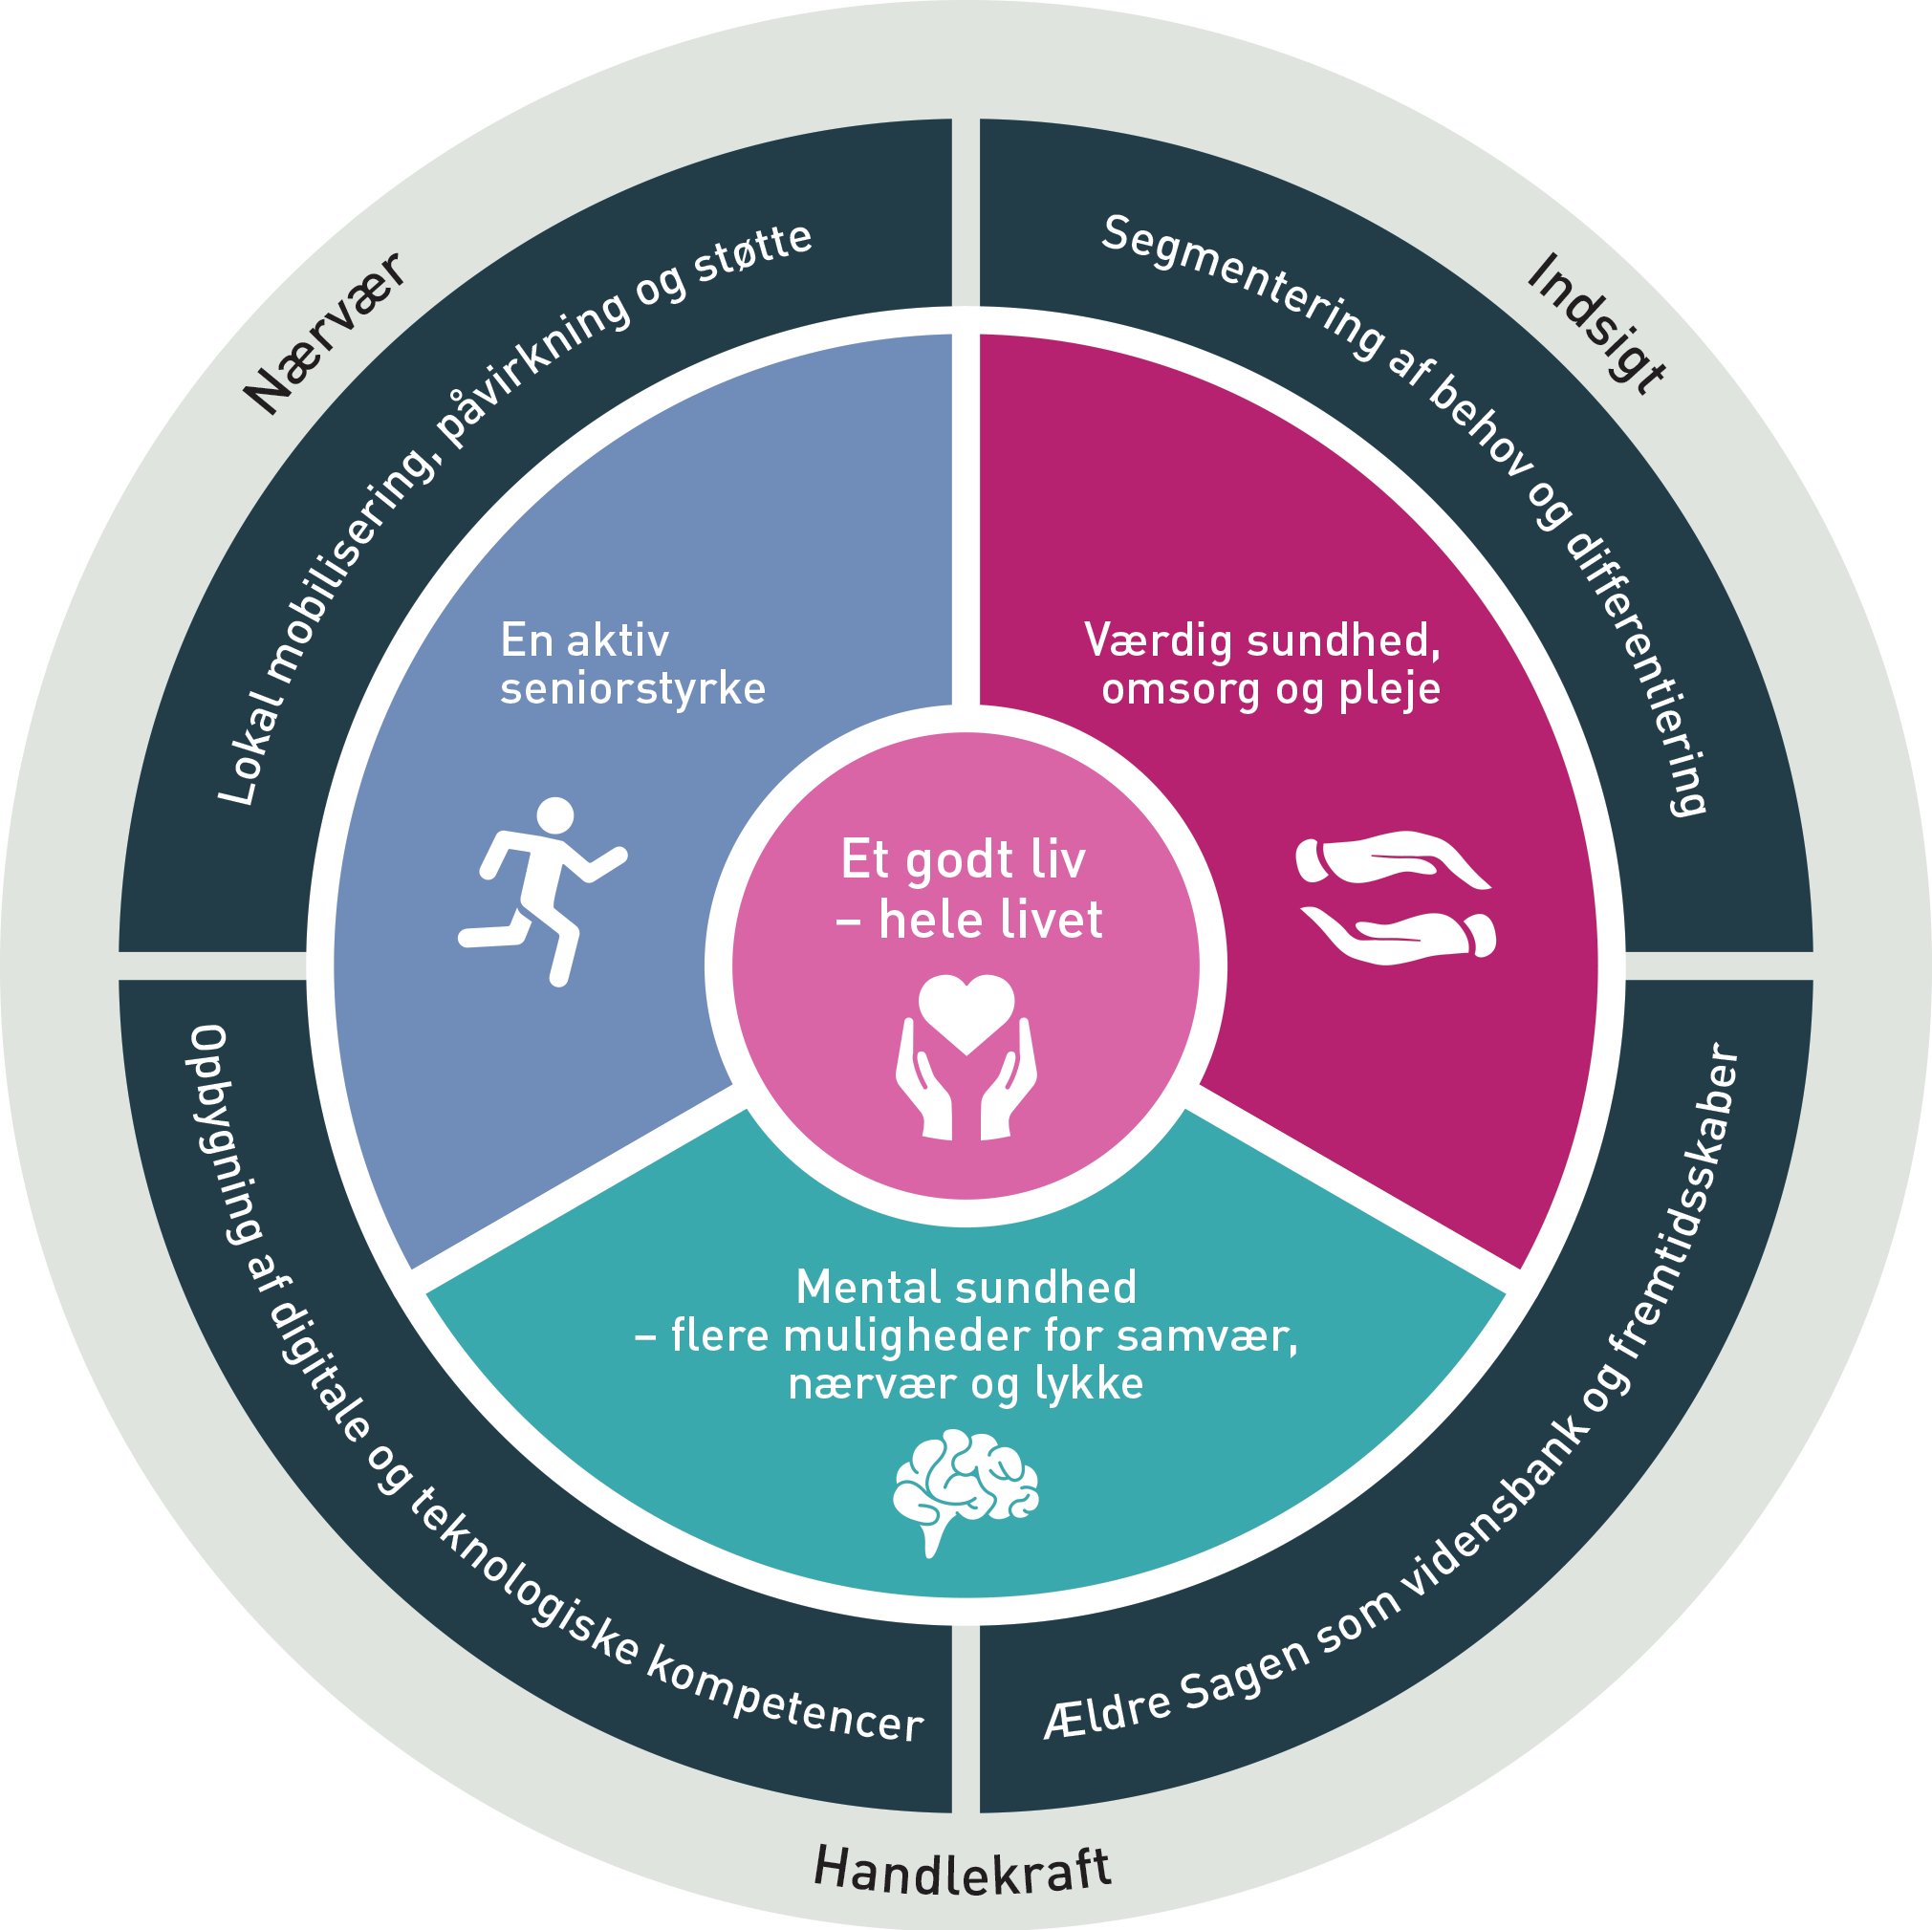 Nærvær
Indsigt
Handlekraft
Lokal mobilisering, påvirkning og støtte
Segmentering af behov og differentiering
Opbygning af digitale og teknologiske kompetencer
Ældre Sagen som vidensbank og fremtidsskaber
En aktiv
seniorstyrke
Værdig sundhed,
omsorg og pleje
Et godt liv
– hele livet
Mental sundhed
– flere muligheder for samvær,
nærvær og lykke